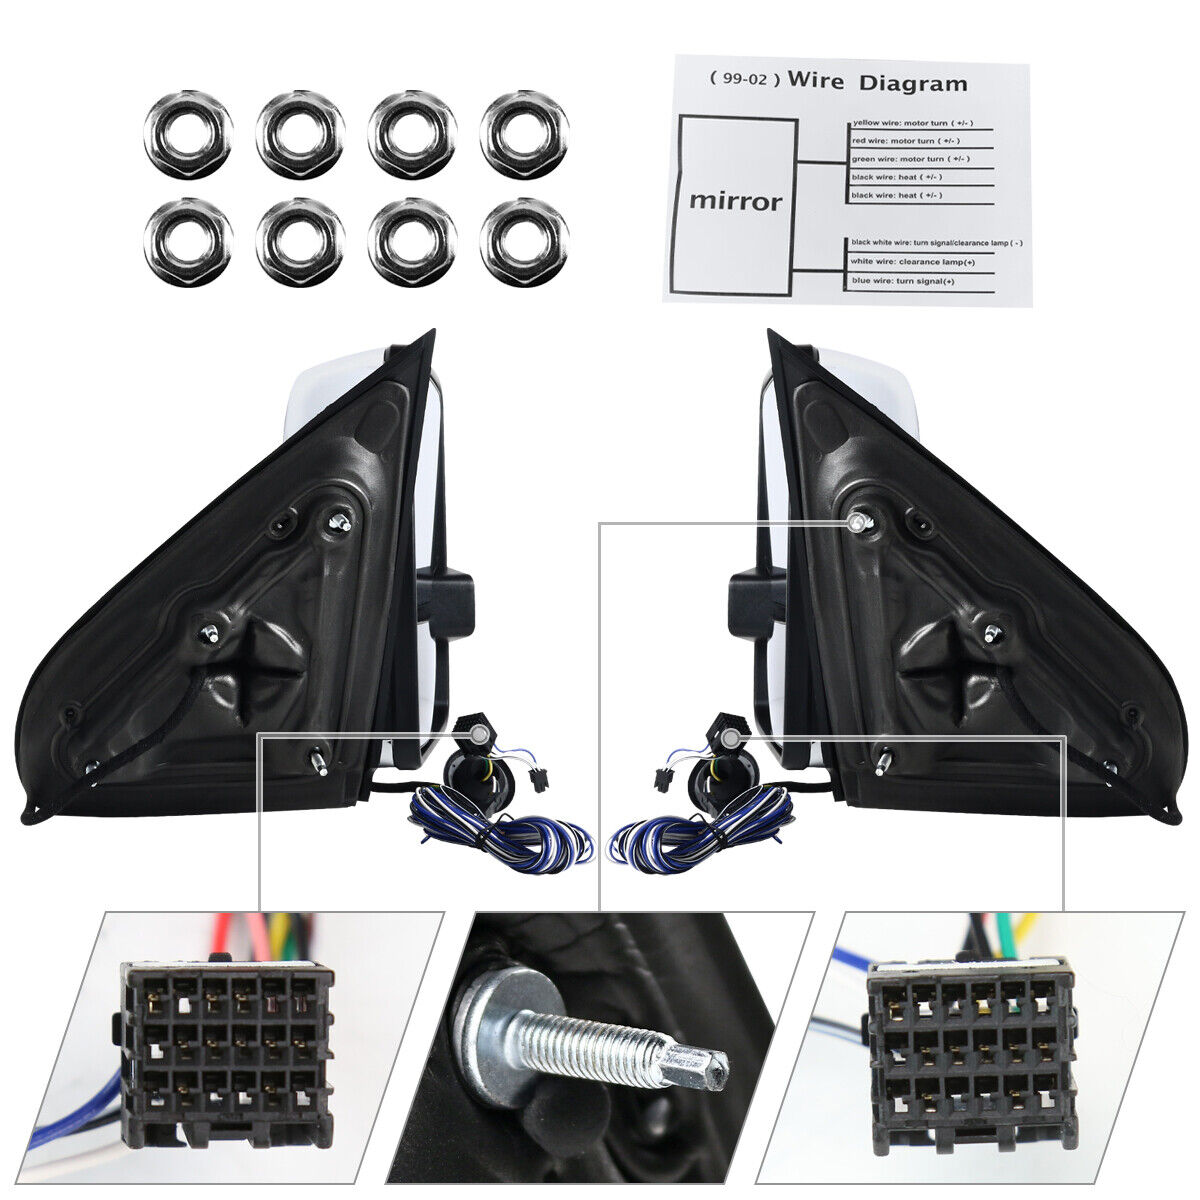 ( 99-02 ) Wire Diagram
yellow wire: motor turn ( +/- )
red wire: motor turn ( +/- )
green wire: motor turn ( +/- )
black wire: heat ( +/- )
black wire: heat ( +/- )
mirror
black white wire: turn signal/clearance lamp ( - )
white wire: clearance lamp(+)
blue wire: turn signal(+)